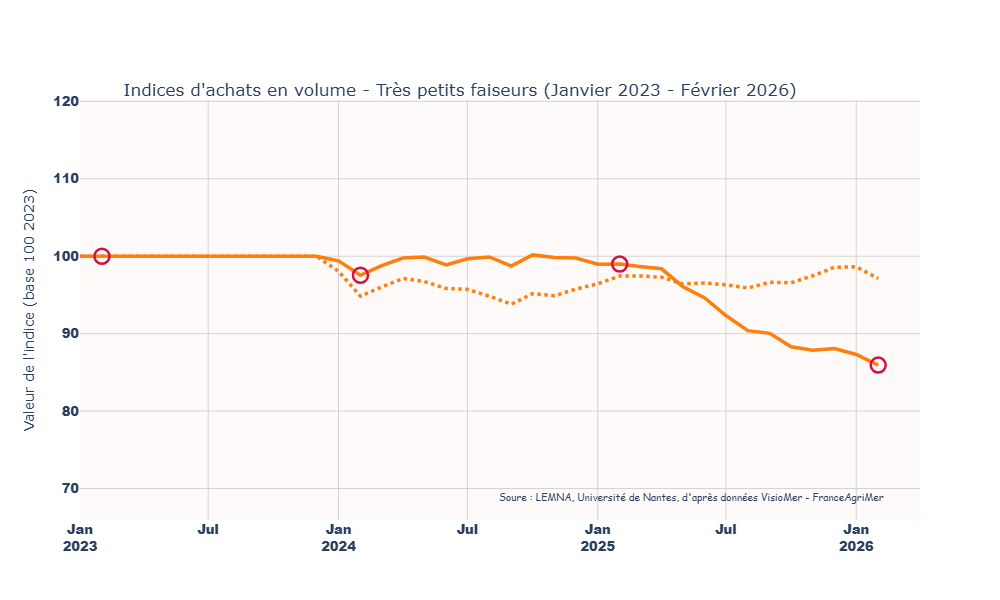 Indices d'achats en volume - Très petits faiseurs (Janvier 2023 - Février 2026)
Valeur de l'indice (base 100 2023)
120
110
100
90
80
70
Soure : LEMNA, Université de Nantes, d'après données VisioMer - FranceAgriMer
Jan
2023
Jul
Jan
2024
Jul
Jan
2025
Jul
Jan
2026